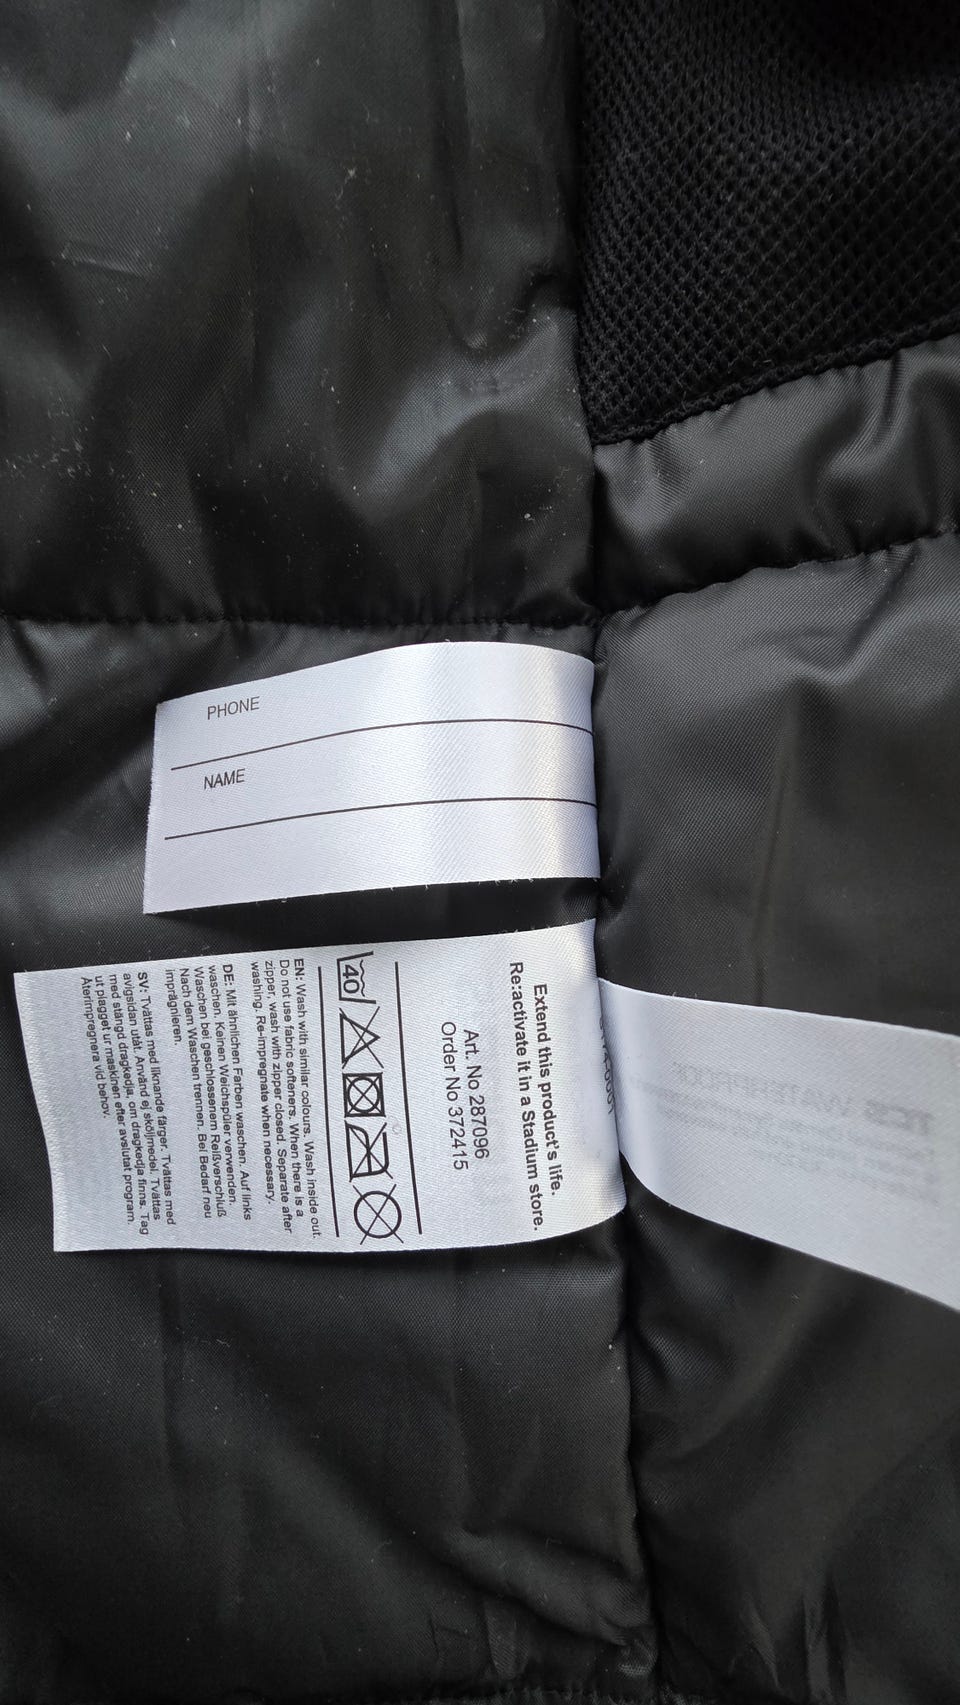 PHONE
NAME
Extend this product's life.
Re:activate it in a Stadium store.
Art. No 287096
Order No 372415
40
EN: Wash with similar colours. Wash inside out.
Do not use fabric softeners. When there is a
zipper, wash with zipper closed. Separate after
washing. Re-impregnate when necessary.
DE: Mit ähnlichen Farben waschen. Auf links
waschen. Keinen Weichspüler verwenden.
Waschen bei geschlossenem Reißverschluß
Nach dem Waschen trennen. Bei Bedarf neu
imprägnieren.
SV: Tvättas med liknande färger. Tvättas med
avigsidan utåt. Använd ej sköljmedel. Tvättas
med stängd dragkedja, om dragkedja finns. Tag
ut plagget ur maskinen efter avslutat program.
Återimpregnera vid behov.